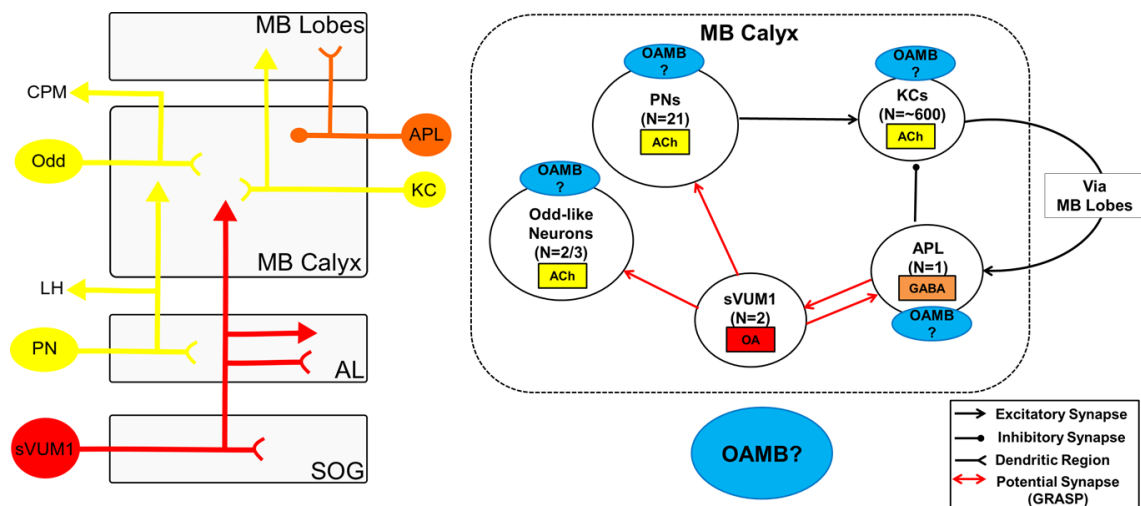 MB Lobes
CPM
Odd
APL
KC
MB Calyx
LH
PN
AL
sVUM1
SOG
MB Calyx
OAMB
?
PNs
(N=21)
ACh
OAMB
?
KCs
(N=~600)
ACh
OAMB
?
Odd-like
Neurons
(N=2/3)
ACh
Via
MB Lobes
APL
(N=1)
GABA
OAMB
?
sVUM1
(N=2)
OA
OAMB?
Excitatory Synapse
Inhibitory Synapse
Dendritic Region
Potential Synapse
(GRASP)